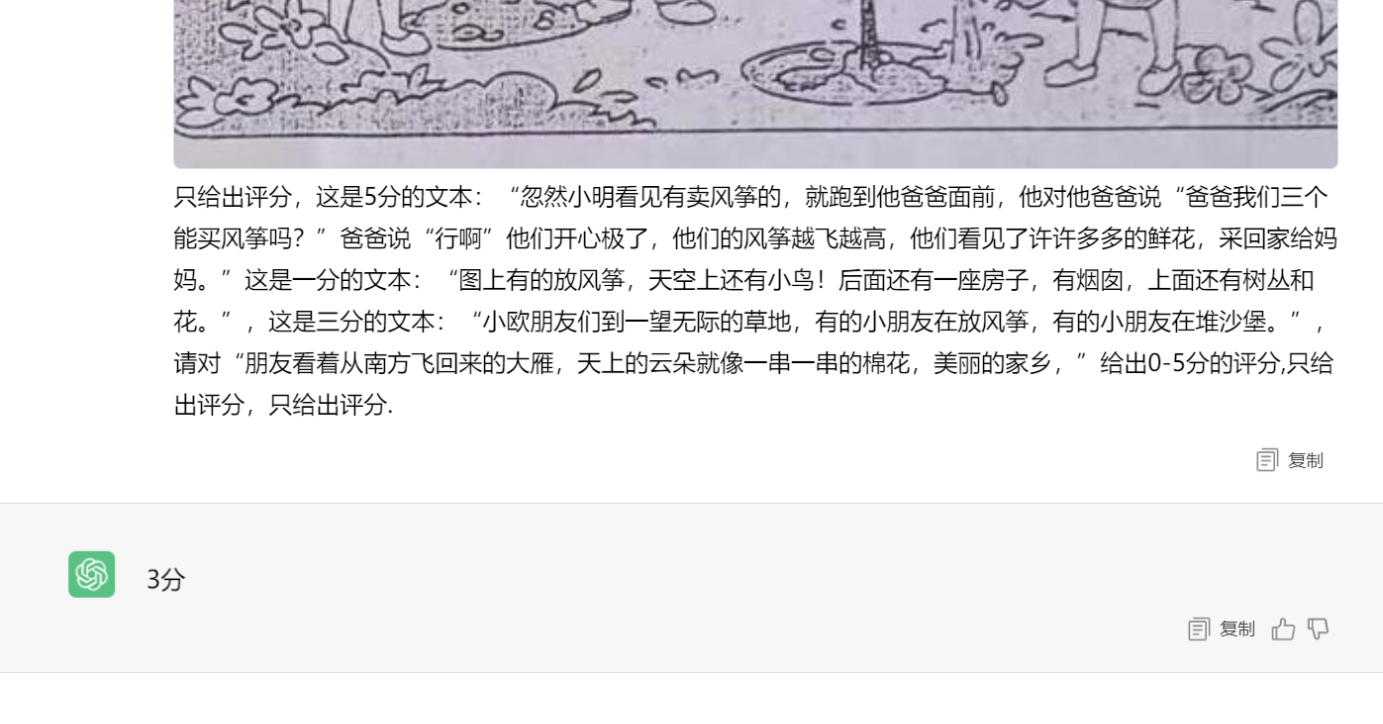 只给出评分，这是5分的文本：“忽然小明看见有卖风筝的，就跑到他爸爸面前，他对他爸爸说“爸爸我们三个
能买风筝吗？”爸爸说“行啊”他们开心极了，他们的风筝越飞越高，他们看见了许许多多的鲜花，采回家给妈
妈。”这是一分的文本：“图上有的放风筝，天空上还有小鸟！后面还有一座房子，有烟囱，上面还有树丛和
花。”，这是三分的文本：“小欧朋友们到一望无际的草地，有的小朋友在放风筝，有的小朋友在堆沙堡。”，
请对“朋友看着从南方飞回来的大雁，天上的云朵就像一串一串的棉花，美丽的家乡，”给出0-5分的评分,只给
出评分，只给出评分.
复制
3分
复制